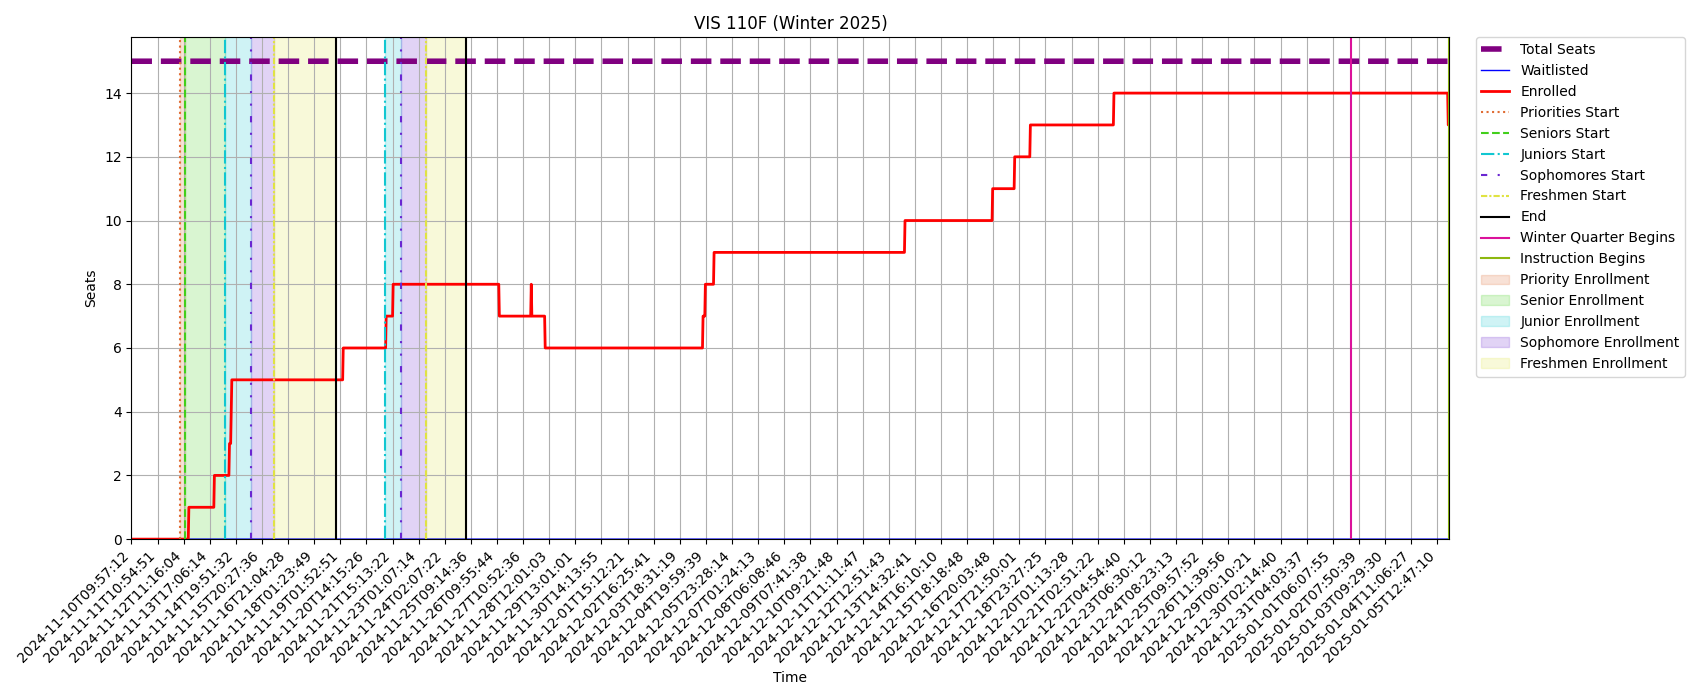 VIS 110F (Winter 2025)
Seats
14
12
10
8
6
4
2
0
2024-11-10T09:57:12
2024-11-11T10:54:51
2024-11-12T11:16:04
2024-11-13T17:06:14
2024-11-14T19:51:32
2024-11-15T20:27:36
2024-11-16T21:04:28
2024-11-18T01:23:49
2024-11-19T01:52:51
2024-11-20T14:15:26
2024-11-21T15:13:22
2024-11-23T01:07:14
2024-11-24T02:07:22
2024-11-25T09:14:36
2024-11-26T09:55:44
2024-11-27T10:52:36
2024-11-28T12:01:03
2024-11-29T13:01:01
2024-11-30T14:13:55
2024-12-01T15:12:21
2024-12-02T16:25:41
2024-12-03T18:31:19
2024-12-04T19:59:39
2024-12-05T23:28:14
2024-12-07T01:24:13
2024-12-08T06:08:46
2024-12-09T07:41:38
2024-12-10T09:21:48
2024-12-11T11:11:47
2024-12-12T12:51:43
2024-12-13T14:32:41
2024-12-14T16:10:10
2024-12-15T18:18:48
2024-12-16T20:03:48
2024-12-17T21:50:01
2024-12-18T23:27:25
2024-12-20T01:13:28
2024-12-21T02:51:22
2024-12-22T04:54:40
2024-12-23T06:30:12
2024-12-24T08:23:13
2024-12-25T09:57:52
2024-12-26T11:39:56
2024-12-29T00:10:21
2024-12-30T02:14:40
2024-12-31T04:03:37
2025-01-01T06:07:55
2025-01-02T07:50:39
2025-01-03T09:29:30
2025-01-04T11:06:27
2025-01-05T12:47:10
Time
Total Seats
Waitlisted
Enrolled
Priorities Start
Seniors Start
Juniors Start
Sophomores Start
Freshmen Start
End
Winter Quarter Begins
Instruction Begins
Priority Enrollment
Senior Enrollment
Junior Enrollment
Sophomore Enrollment
Freshmen Enrollment